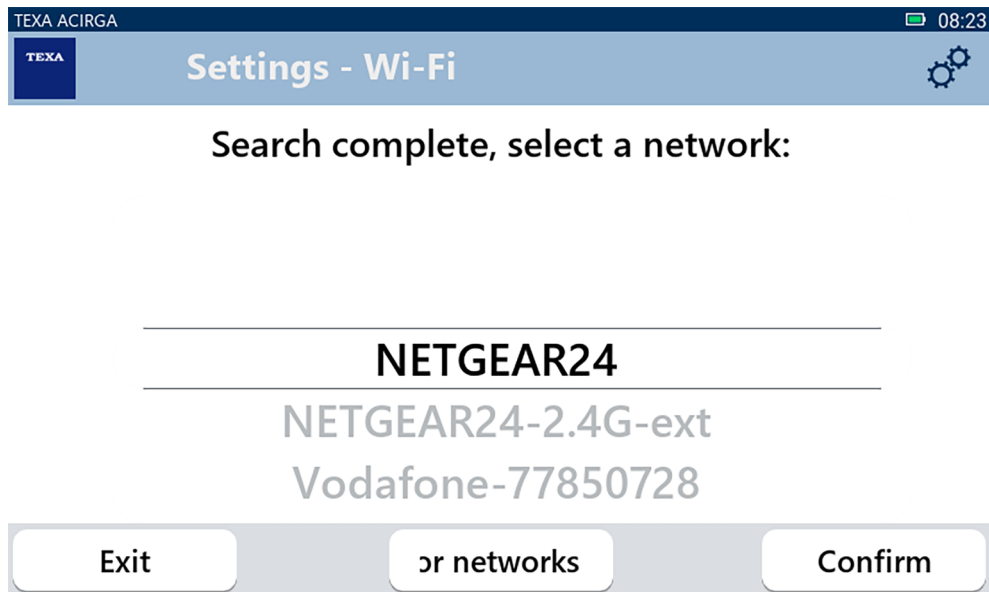 TEXA ACIRGA 08:23
TEXA
Settings - Wi-Fi
Search complete, select a network:
NETGEAR24
NETGEAR24-2.4G-ext
Vodafone-77850728
Exit or networks Confirm